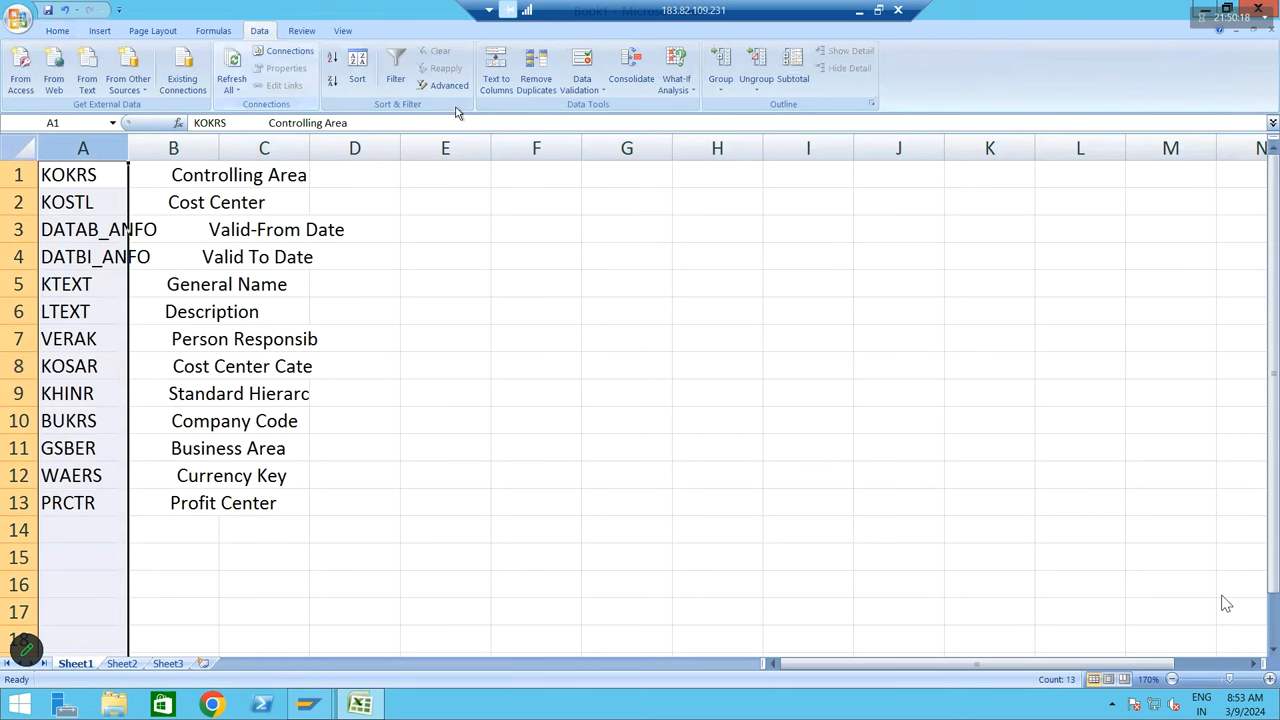 Book1 - Micros
183.82.109.231
21:50:18
Home Insert Page Layout Formulas Data Review View
From Access
From Web
From Text
From Other Sources
Existing Connections
Refresh All
Connections
Properties
Edit Links
Sort
Filter
Clear
Reapply
Advanced
Text to Columns
Remove Duplicates
Data Validation
Consolidate
What-If Analysis
Group
Ungroup
Subtotal
Show Detail
Hide Detail
Get External Data Connections Sort & Filter Data Tools Outline
A1 fx KOKRS Controlling Area
A B C D E F G H I J K L M N
1 KOKRS Controlling Area
2 KOSTL Cost Center
3 DATAB_ANFO Valid-From Date
4 DATBI_ANFO Valid To Date
5 KTEXT General Name
6 LTEXT Description
7 VERAK Person Responsib
8 KOSAR Cost Center Cate
9 KHINR Standard Hierarc
10 BUKRS Company Code
11 GSBER Business Area
12 WAERS Currency Key
13 PRCTR Profit Center
14
15
16
17
18
Sheet1 Sheet2 Sheet3
Ready Count: 13 170%
ENG 8:53 AM
IN 3/9/2024